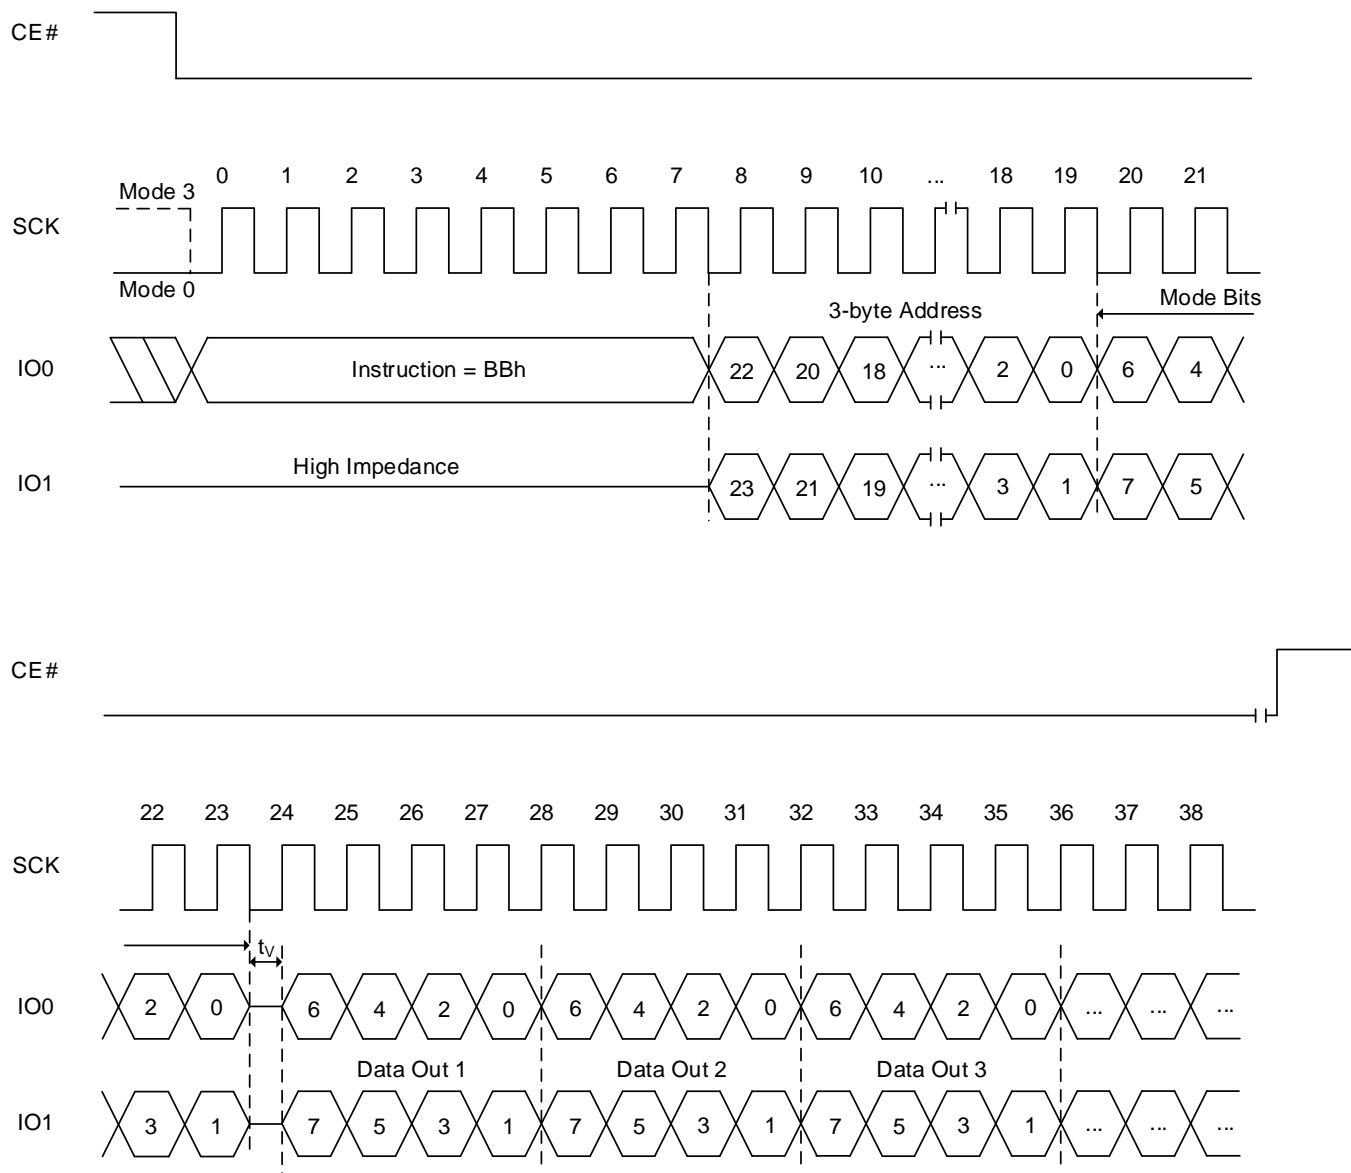 CE#
0 1 2 3 4 5 6 7 8 9 10 ... 18 19 20 21
Mode 3
SCK
Mode 0
3-byte Address
Mode Bits
IO0 Instruction = BBh 22 20 18 ... 2 0 6 4
High Impedance
IO1 23 21 19 ... 3 1 7 5
CE#
22 23 24 25 26 27 28 29 30 31 32 33 34 35 36 37 38
SCK
tV
IO0 2 0 6 4 2 0 6 4 2 0 6 4 2 0 ... ... ...
Data Out 1 Data Out 2 Data Out 3
IO1 3 1 7 5 3 1 7 5 3 1 7 5 3 1 ... ... ...